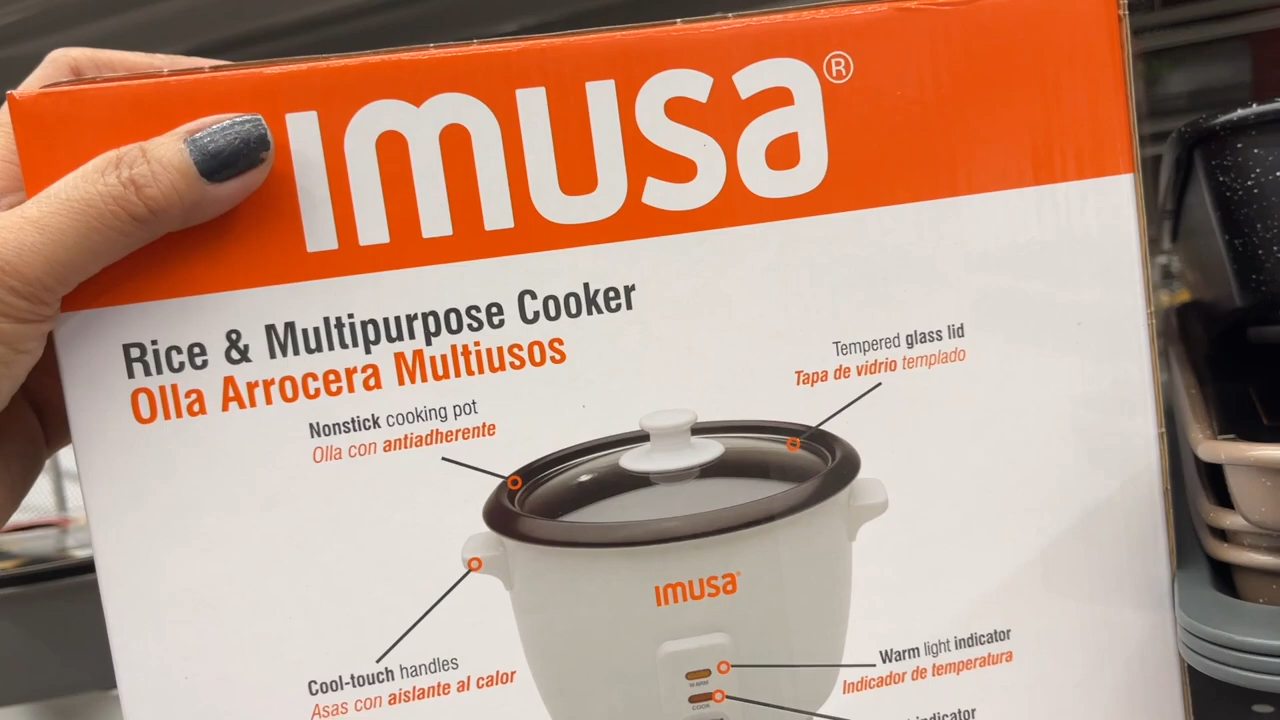 IMUSA®
Rice & Multipurpose Cooker
Olla Arrocera Multiusos
Nonstick cooking pot
Olla con antiadherente
Tempered glass lid
Tapa de vidrio templado
IMUSA®
Cool-touch handles
Asas con aislante al calor
WARM
COOK
Warm light indicator
Indicador de temperatura
indicator